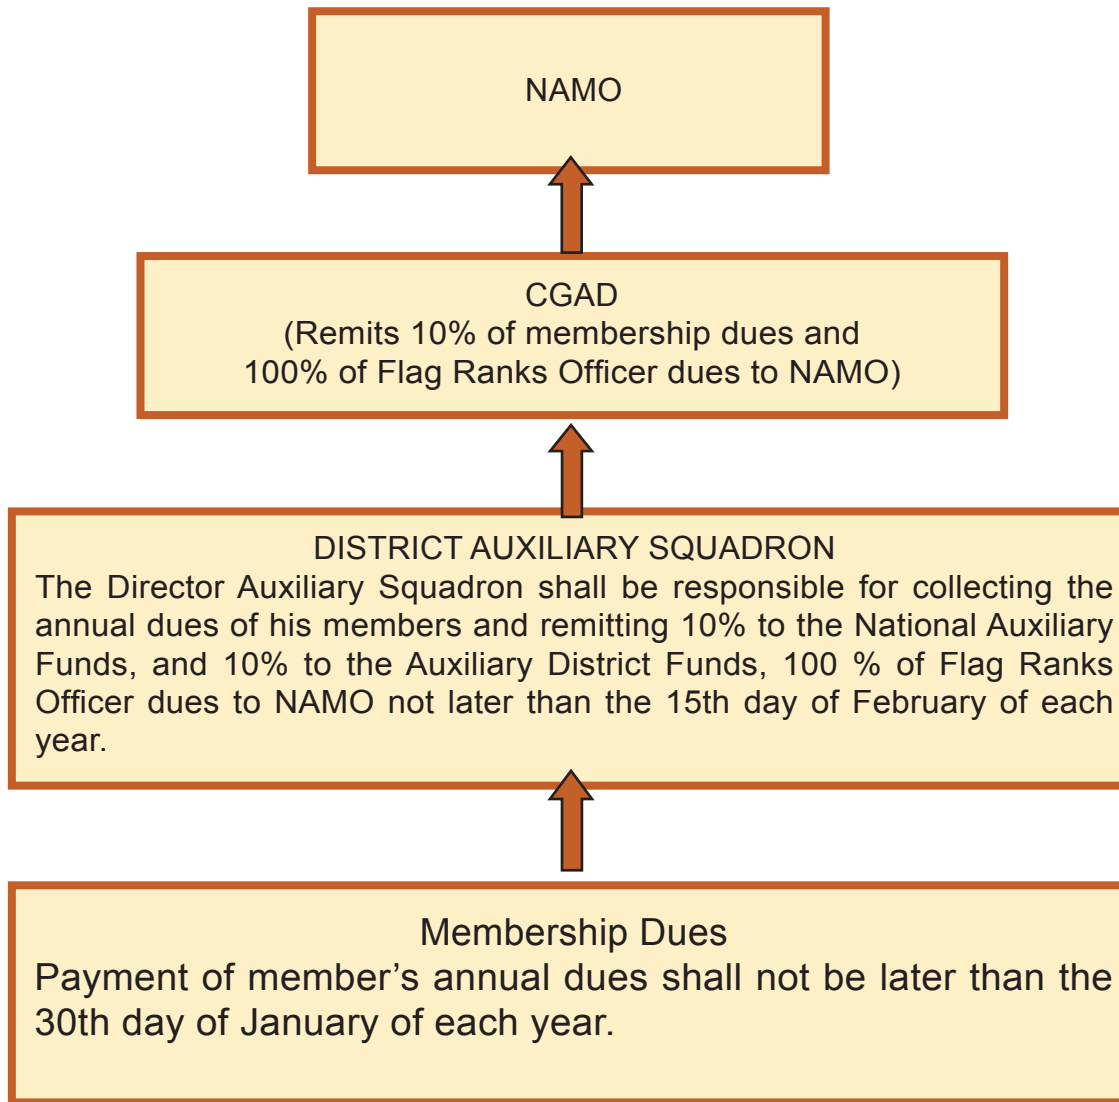 NAMO
CGAD
(Remits 10% of membership dues and
100% of Flag Ranks Officer dues to NAMO)
DISTRICT AUXILIARY SQUADRON
The Director Auxiliary Squadron shall be responsible for collecting the
annual dues of his members and remitting 10% to the National Auxiliary
Funds, and 10% to the Auxiliary District Funds, 100 % of Flag Ranks
Officer dues to NAMO not later than the 15th day of February of each
year.
Membership Dues
Payment of member’s annual dues shall not be later than the
30th day of January of each year.